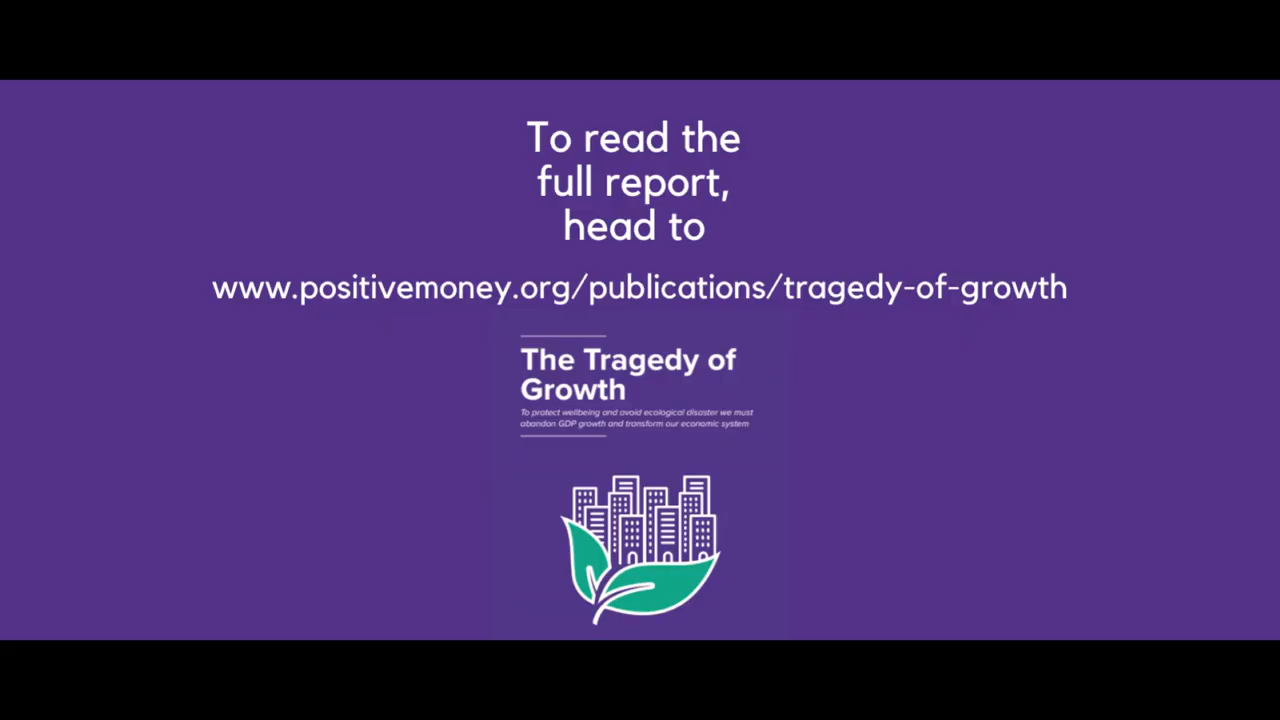 To read the
full report,
head to
www.positivemoney.org/publications/tragedy-of-growth
The Tragedy of
Growth
To protect wellbeing and avoid ecological disaster we must
abandon GDP growth and transform our economic system